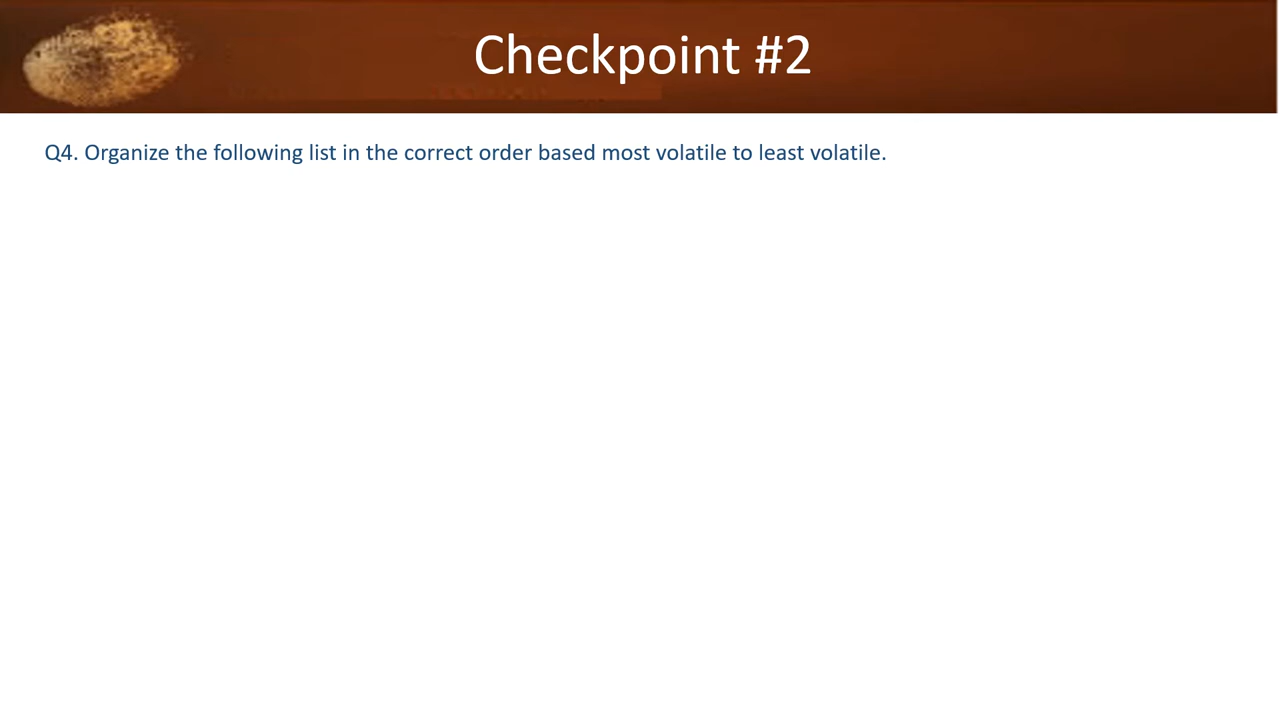 Checkpoint #2
Q4. Organize the following list in the correct order based most volatile to least volatile.